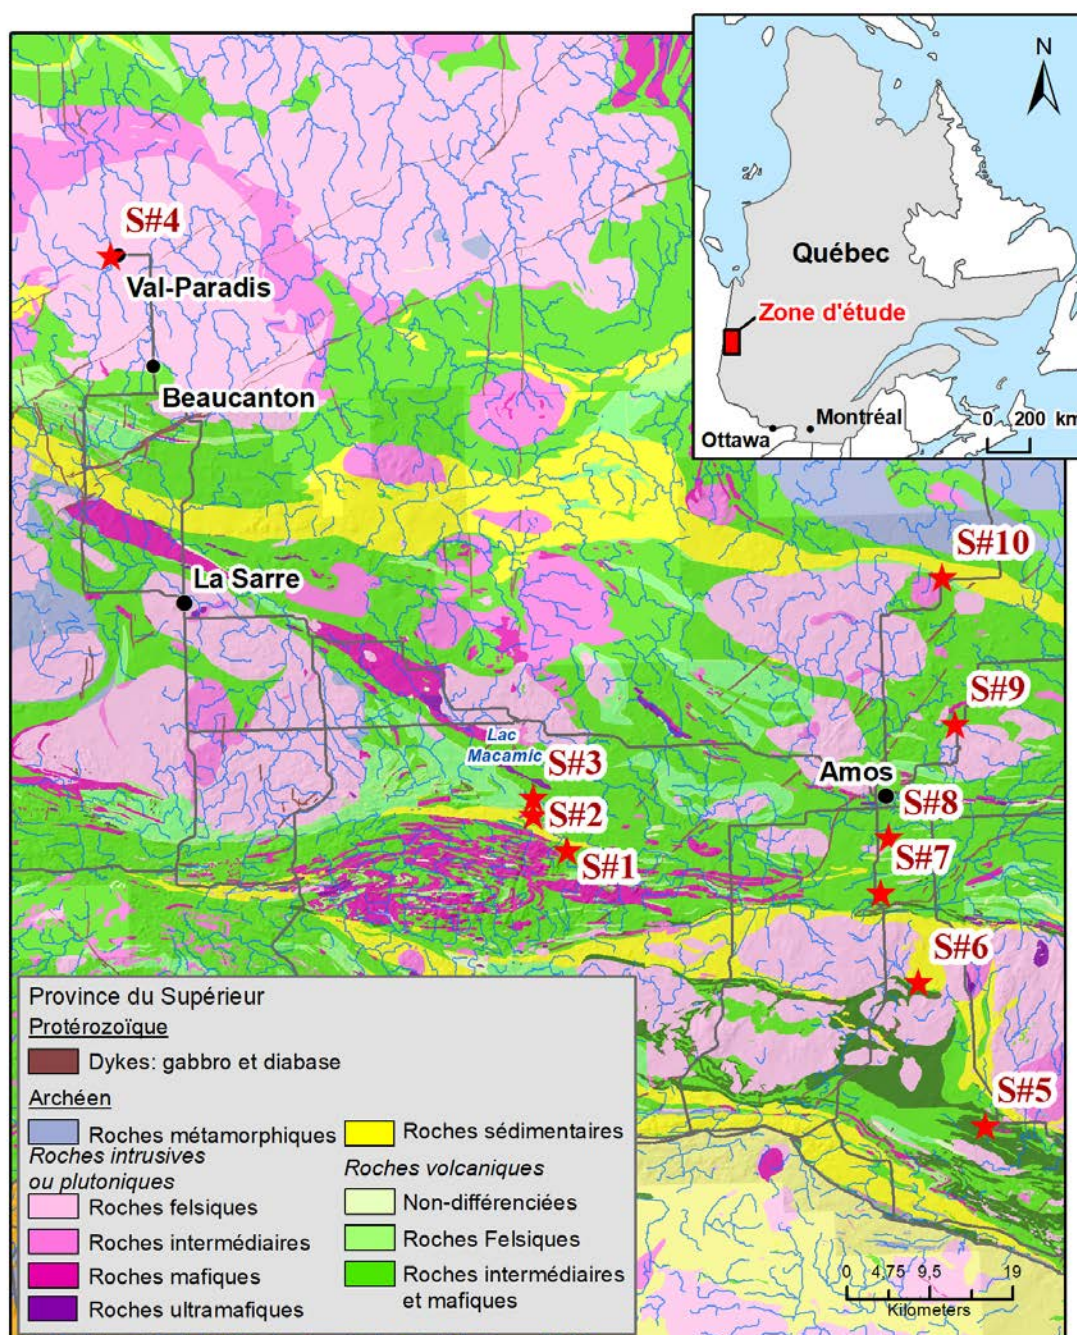 N
Québec
Zone d'étude
Montréal
Ottawa
0 200 km
S#4
Val-Paradis
Beaucanton
S#10
La Sarre
S#9
Lac
Macamic
S#3
Amos
S#8
S#2
S#7
S#1
S#6
S#5
Province du Supérieur
Protérozoïque
Dykes: gabbro et diabase
Archéen
Roches métamorphiques
Roches intrusives
ou plutoniques
Roches felsiques
Roches intermédiaires
Roches mafiques
Roches ultramafiques
Roches sédimentaires
Roches volcaniques
Non-différenciées
Roches Felsiques
Roches intermédiaires
et mafiques
0 4,75 9,5 19
Kilometers